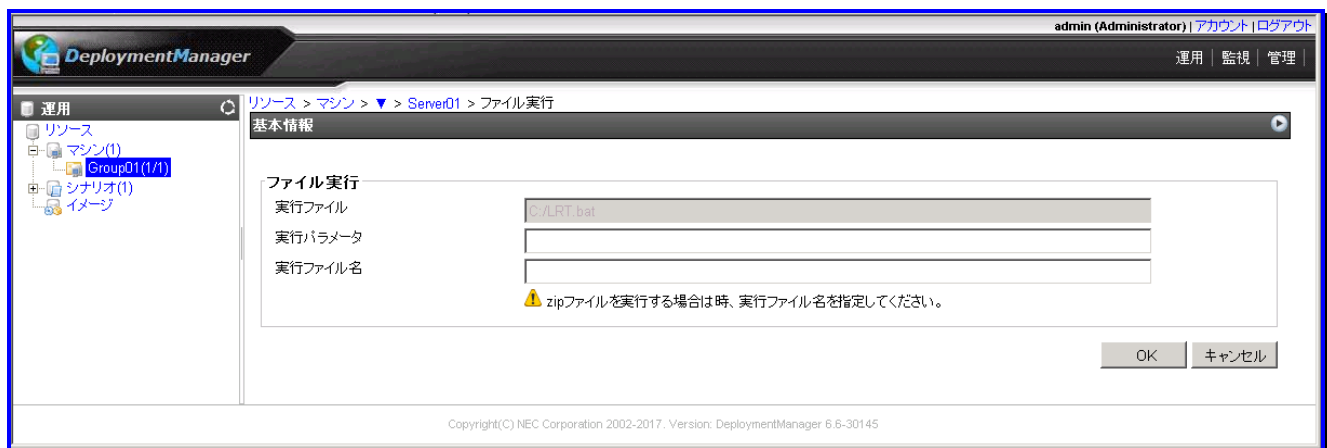 admin (Administrator) | アカウント | ログアウト
DeploymentManager
運用 | 監視 | 管理 |
運用
リソース > マシン > ▼ > Server01 > ファイル実行
リソース
基本情報
マシン(1)
Group01(1/1)
シナリオ(1)
イメージ
ファイル実行
実行ファイル
C:/LRT.bat
実行パラメータ
実行ファイル名
zipファイルを実行する場合は時、実行ファイル名を指定してください。
OK
キャンセル
Copyright(C) NEC Corporation 2002-2017. Version: DeploymentManager 6.6-30145